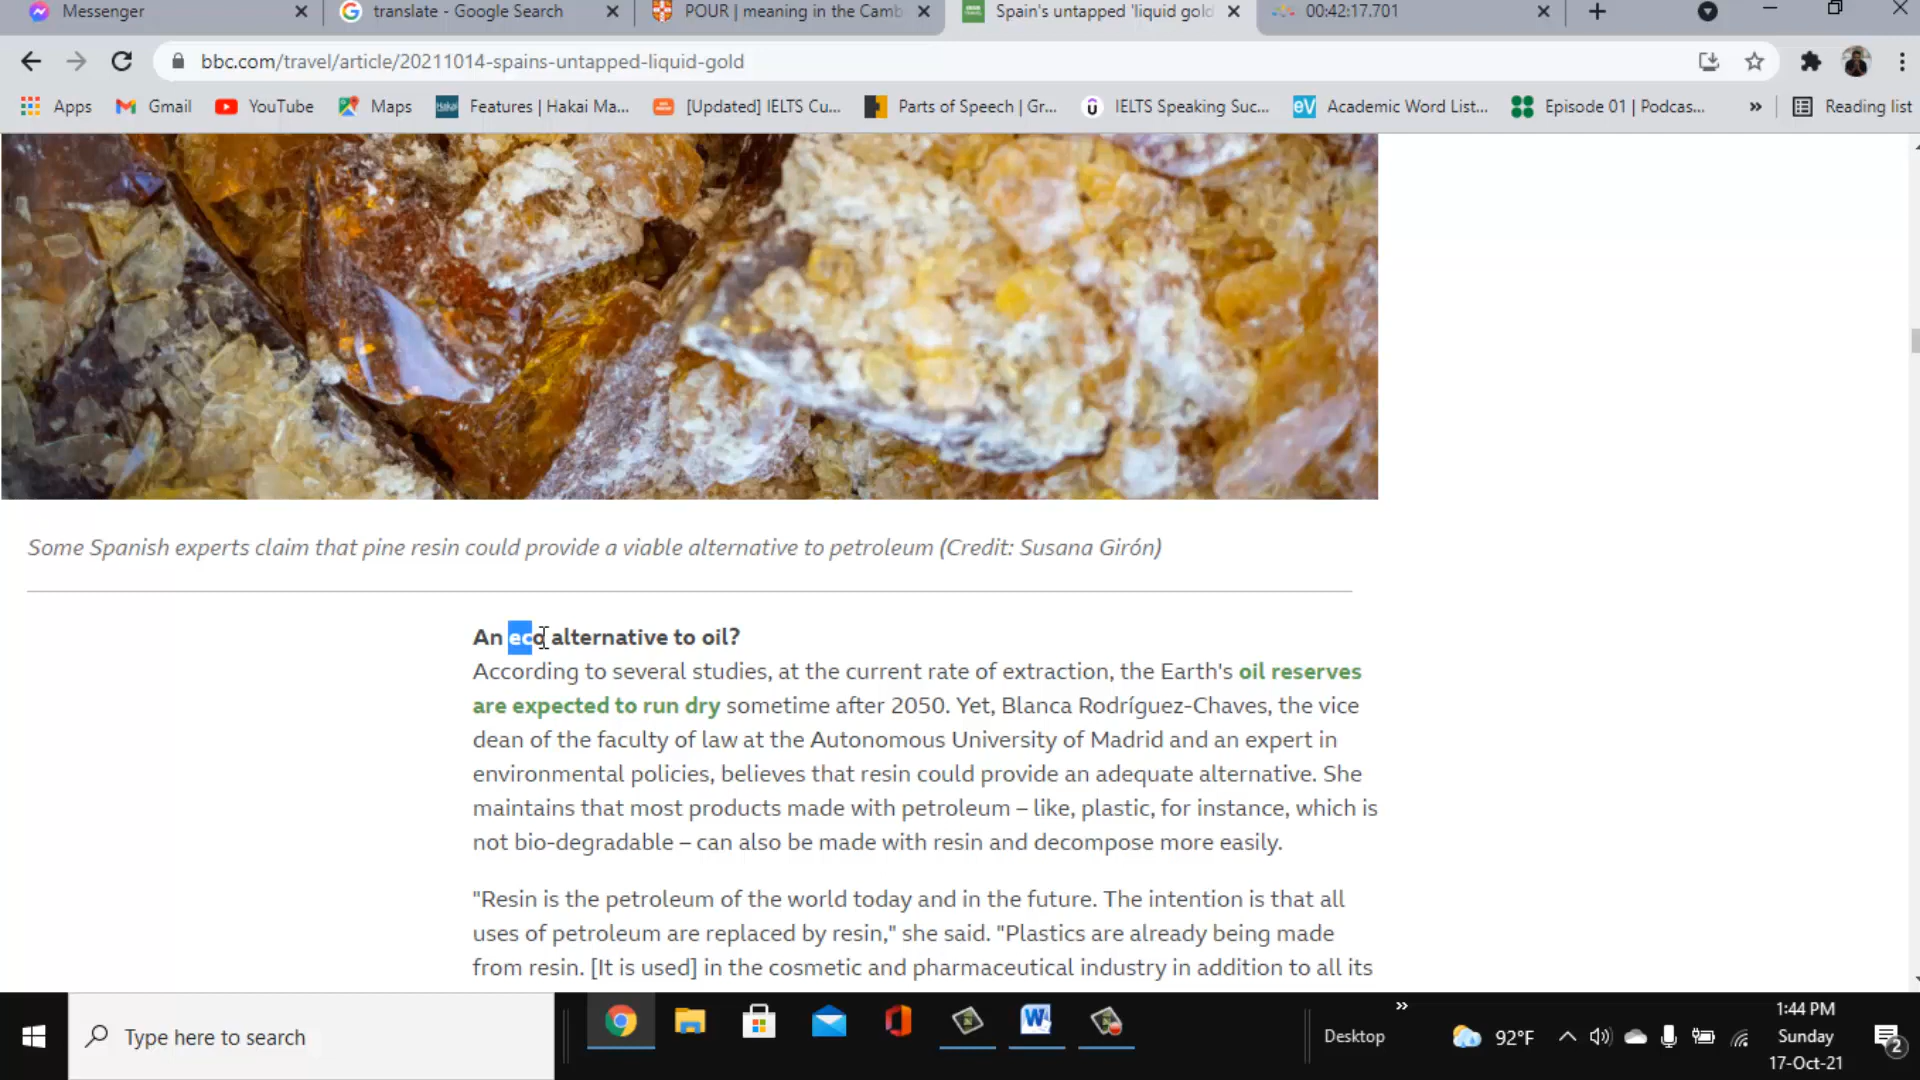 Messenger
translate - Google Search
POUR | meaning in the Camb
Spain's untapped 'liquid gold
00:42:17.701
bbc.com/travel/article/20211014-spains-untapped-liquid-gold
Apps
Gmail
YouTube
Maps
Hakai
Features | Hakai Ma...
[Updated] IELTS Cu...
Parts of Speech | Gr...
IELTS Speaking Suc...
eV
Academic Word List...
Episode 01 | Podcas...
»
Reading list
Some Spanish experts claim that pine resin could provide a viable alternative to petroleum (Credit: Susana Girón)
An eco alternative to oil?
According to several studies, at the current rate of extraction, the Earth's oil reserves
are expected to run dry sometime after 2050. Yet, Blanca Rodríguez-Chaves, the vice
dean of the faculty of law at the Autonomous University of Madrid and an expert in
environmental policies, believes that resin could provide an adequate alternative. She
maintains that most products made with petroleum – like, plastic, for instance, which is
not bio-degradable – can also be made with resin and decompose more easily.
"Resin is the petroleum of the world today and in the future. The intention is that all
uses of petroleum are replaced by resin," she said. "Plastics are already being made
from resin. [It is used] in the cosmetic and pharmaceutical industry in addition to all its
Type here to search
Desktop
»
92°F
1:44 PM
Sunday
17-Oct-21
2